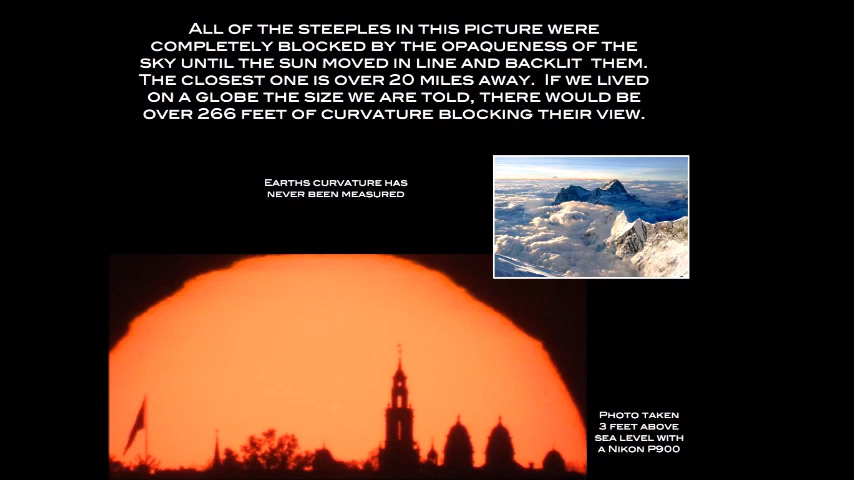 All of the steeples in this picture were
completely blocked by the opaqueness of the
sky until the sun moved in line and backlit them.
The closest one is over 20 miles away. If we lived
on a globe the size we are told, there would be
over 266 feet of curvature blocking their view.
Earths curvature has
never been measured
Photo taken
3 feet above
sea level with
a Nikon P900